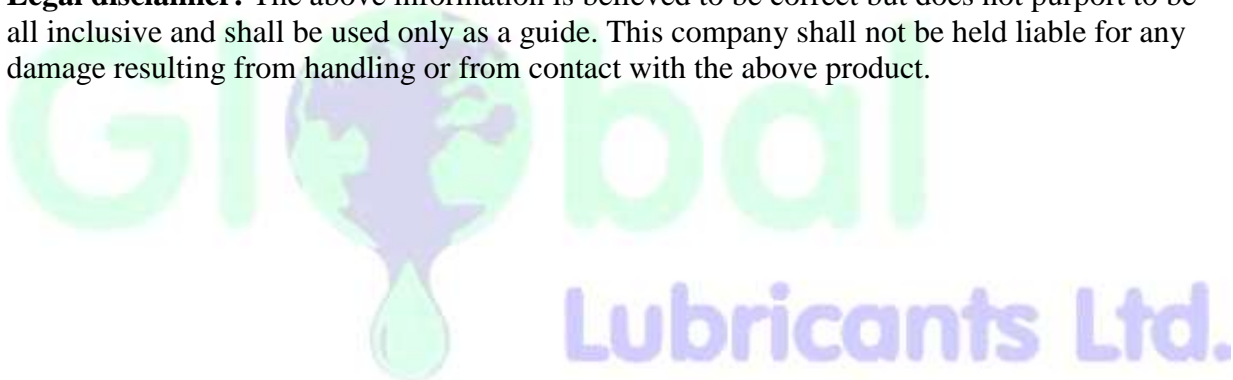 Legal disclaimer: The above information is believed to be correct but does not purport to be
all inclusive and shall be used only as a guide. This company shall not be held liable for any
damage resulting from handling or from contact with the above product.
Global
Lubricants Ltd.